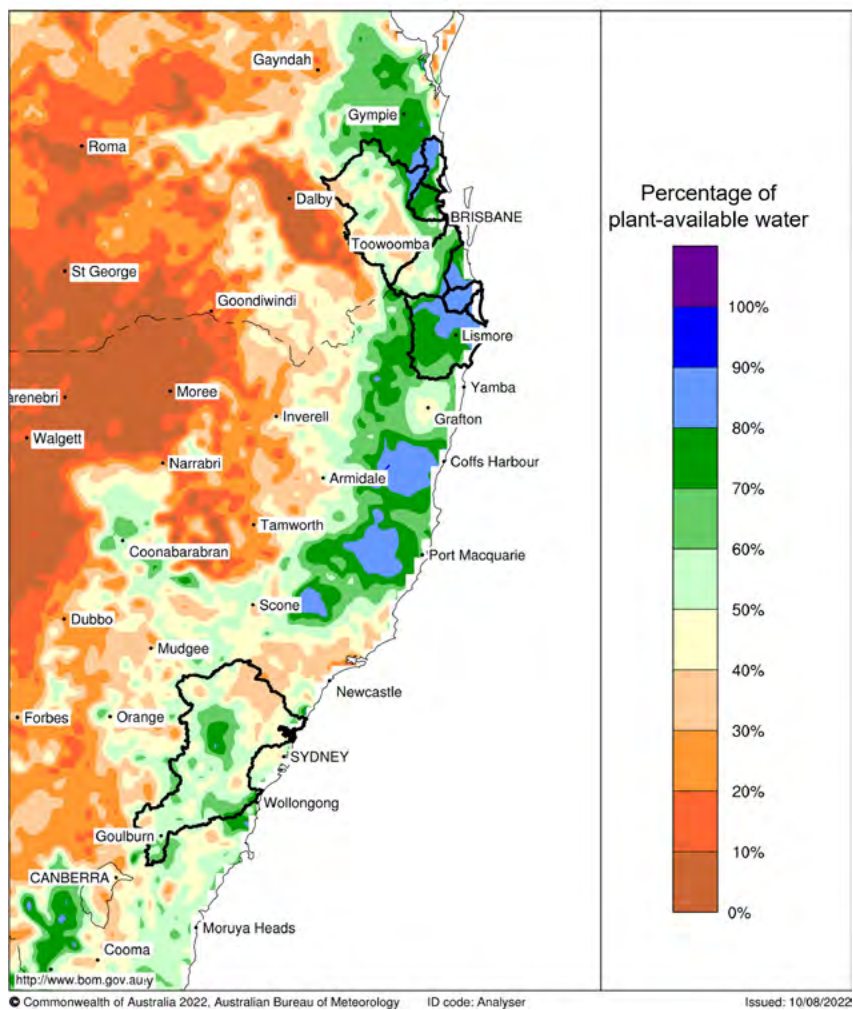 Gayndah
Gympie
Roma
Dalby
BRISBANE
Toowoomba
St George
Goondiwindi
Lismore
Moree
Yamba
arenebri
Inverell
Grafton
Walgett
Narrabri
Coffs Harbour
Armidale
Tamworth
Coonabarabran
Port Macquarie
Scone
Dubbo
Mudgee
Newcastle
Forbes
Orange
SYDNEY
Wollongong
Goulburn
CANBERRA
Moruya Heads
Cooma
http://www.bom.gov.au
Percentage of
plant-available water
100%
90%
80%
70%
60%
50%
40%
30%
20%
10%
0%
© Commonwealth of Australia 2022, Australian Bureau of Meteorology ID code: Analyser Issued: 10/08/2022